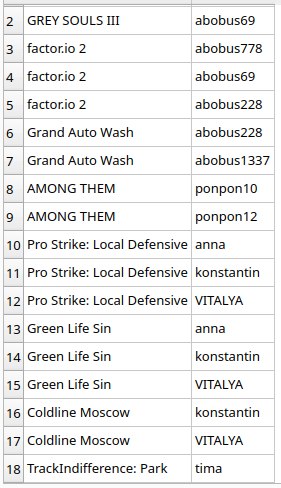 2 GREY SOULS III abobus69
3 factor.io 2 abobus778
4 factor.io 2 abobus69
5 factor.io 2 abobus228
6 Grand Auto Wash abobus228
7 Grand Auto Wash abobus1337
8 AMONG THEM ponpon10
9 AMONG THEM ponpon12
10 Pro Strike: Local Defensive anna
11 Pro Strike: Local Defensive konstantin
12 Pro Strike: Local Defensive VITALYA
13 Green Life Sin anna
14 Green Life Sin konstantin
15 Green Life Sin VITALYA
16 Coldline Moscow konstantin
17 Coldline Moscow VITALYA
18 TrackIndifference: Park tima